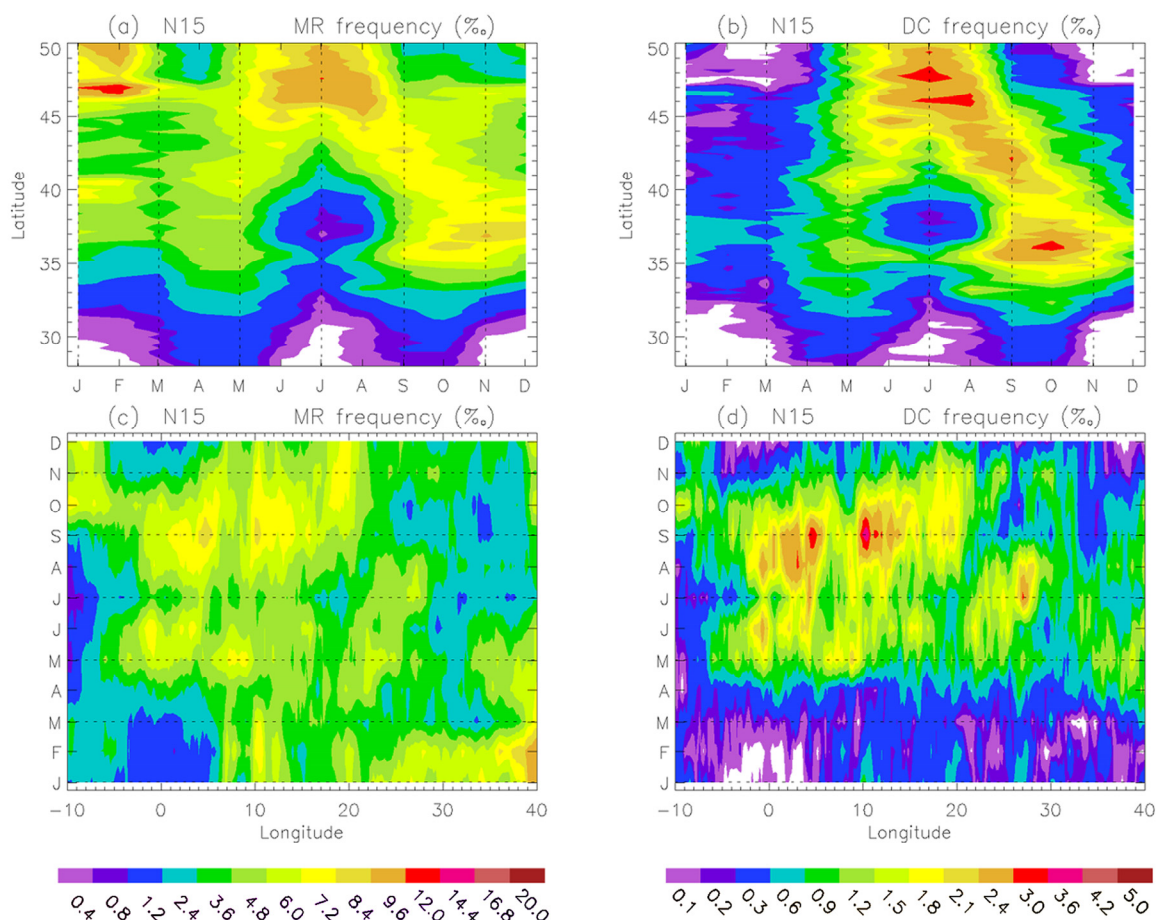 (a) N15 MR frequency (‰)
50
45
40
35
30
Latitude
J F M A M J J A S O N D
(b) N15 DC frequency (‰)
50
45
40
35
30
Latitude
J F M A M J J A S O N D
(c) N15 MR frequency (‰)
D
N
O
S
A
J
J
M
A
M
F
J
-10 0 10 20 30 40
Longitude
(d) N15 DC frequency (‰)
D
N
O
S
A
J
J
M
A
M
F
J
-10 0 10 20 30 40
Longitude
0.4 0.8 1.2 2.4 3.6 4.8 6.0 7.2 8.4 9.6 12.0 14.4 16.8 20.0
0.1 0.2 0.3 0.6 0.9 1.2 1.5 1.8 2.1 2.4 3.0 3.6 4.2 5.0